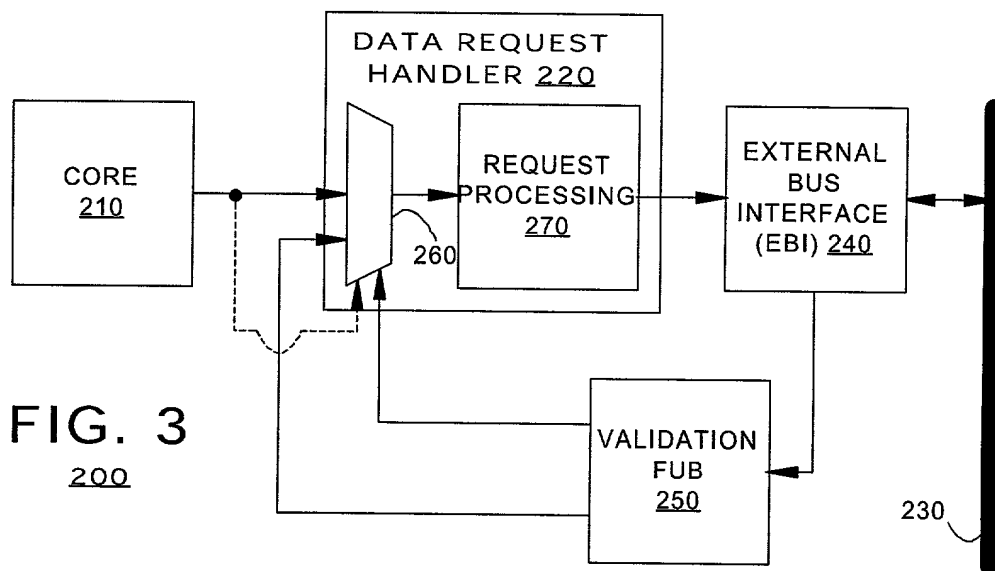 DATA REQUEST
HANDLER 220
CORE
210
REQUEST
PROCESSING
270
260
EXTERNAL
BUS
INTERFACE
(EBI) 240
VALIDATION
FUB
250
230
FIG. 3
200